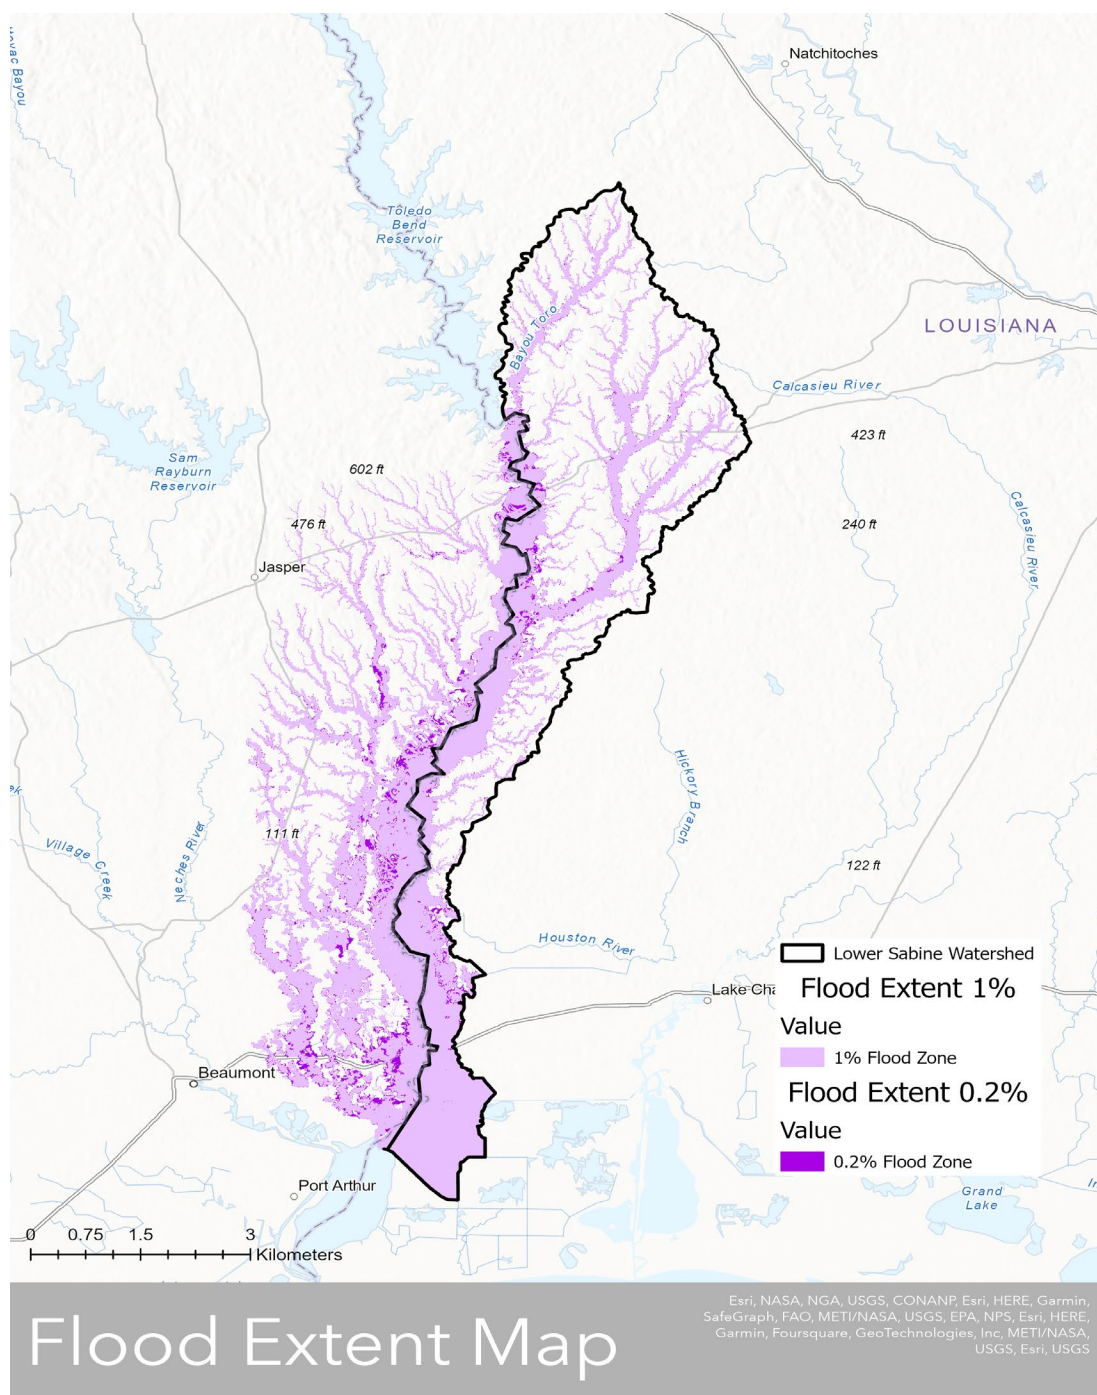 Natchitoches
Toledo
Bend
Reservoir
Bayou Toro
LOUISIANA
Calcasieu River
423 ft
Sam
Rayburn
Reservoir
602 ft
476 ft
240 ft
Calcasieu River
Jasper
Hickory Branch
111 ft
Village Creek
Neches River
122 ft
Houston River
Lake Cha
Lower Sabine Watershed
Flood Extent 1%
Value
1% Flood Zone
Flood Extent 0.2%
Value
0.2% Flood Zone
Beaumont
Port Arthur
Grand
Lake
0 0.75 1.5 3
Kilometers
Flood Extent Map
Esri, NASA, NGA, USGS, CONANP, Esri, HERE, Garmin,
SafeGraph, FAO, METI/NASA, USGS, EPA, NPS, Esri, HERE,
Garmin, Foursquare, GeoTechnologies, Inc, METI/NASA,
USGS, Esri, USGS